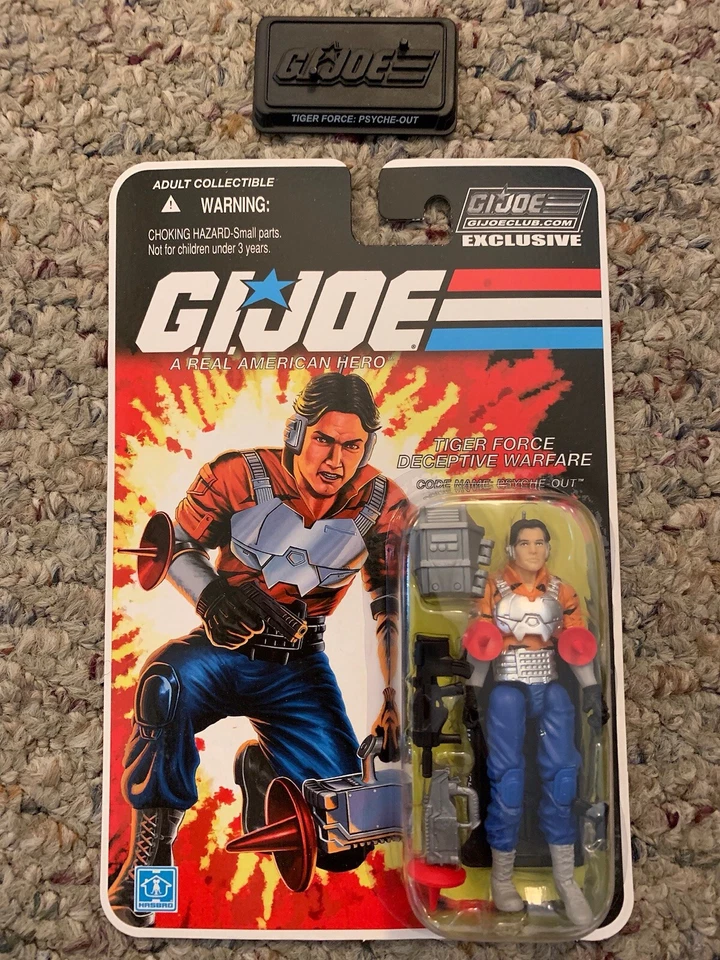 G.I.JOE
TIGER FORCE: PSYCHE-OUT
ADULT COLLECTIBLE
WARNING:
CHOKING HAZARD-Small parts.
Not for children under 3 years.
G.I.JOE
GIJOECLUB.COM
EXCLUSIVE
G.I.JOE
A REAL AMERICAN HERO
TIGER FORCE
DECEPTIVE WARFARE
CODE NAME: PSYCHE-OUT™
HASBRO